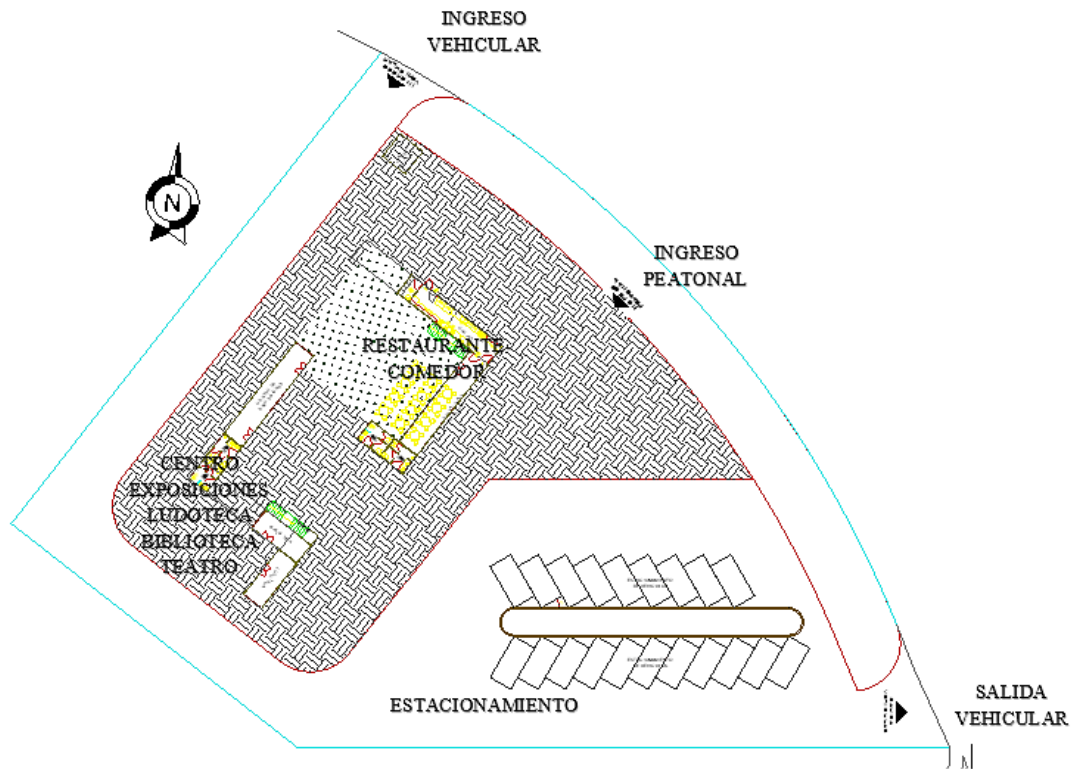 INGRESO
VEHICULAR
N
INGRESO
PEATONAL
RESTAURANTE-
COMEDOR
CENTRO
EXPOSICIONES
LUDOTECA
BIBLIOTECA
TEATRO
ESTACIONAMIENTO
SALIDA
VEHICULAR